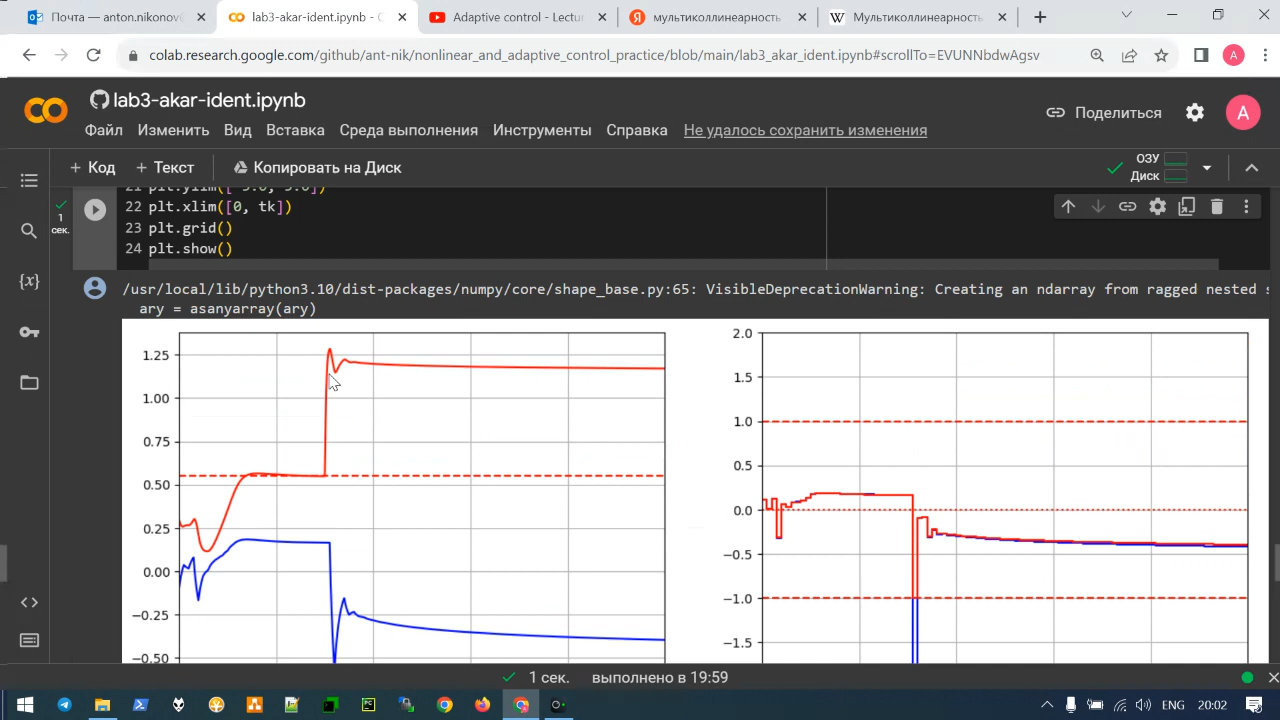 Почта — anton.nikonov
lab3-akar-ident.ipynb - C
Adaptive control - Lectur
мультиколлинеарность
Мультиколлинеарность
colab.research.google.com/github/ant-nik/nonlinear_and_adaptive_control_practice/blob/main/lab3_akar_ident.ipynb#scrollTo=EVUNNbdwAgsv
A
lab3-akar-ident.ipynb
Поделиться
A
Файл Изменить Вид Вставка Среда выполнения Инструменты Справка Не удалось сохранить изменения
+ Код + Текст Копировать на Диск
ОЗУ
Диск
1
сек.
22 plt.xlim([0, tk])
23 plt.grid()
24 plt.show()
/usr/local/lib/python3.10/dist-packages/numpy/core/shape_base.py:65: VisibleDeprecationWarning: Creating an ndarray from ragged nested s
ary = asanyarray(ary)
1.25
1.00
0.75
0.50
0.25
0.00
−0.25
−0.50
2.0
1.5
1.0
0.5
0.0
−0.5
−1.0
−1.5
1 сек. выполнено в 19:59
ENG 20:02